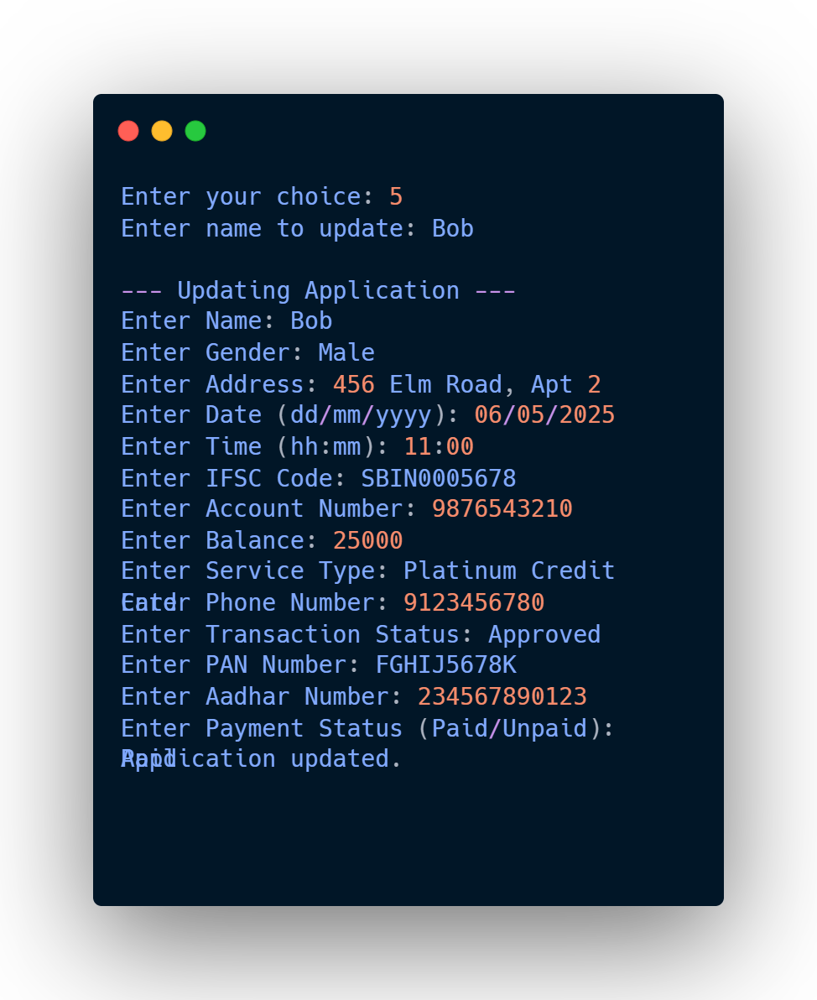 Enter your choice: 5
Enter name to update: Bob
--- Updating Application ---
Enter Name: Bob
Enter Gender: Male
Enter Address: 456 Elm Road, Apt 2
Enter Date (dd/mm/yyyy): 06/05/2025
Enter Time (hh:mm): 11:00
Enter IFSC Code: SBIN0005678
Enter Account Number: 9876543210
Enter Balance: 25000
Enter Service Type: Platinum Credit
Card
Enter Phone Number: 9123456780
Enter Transaction Status: Approved
Enter PAN Number: FGHIJ5678K
Enter Aadhar Number: 234567890123
Enter Payment Status (Paid/Unpaid):
Paid
Application updated.